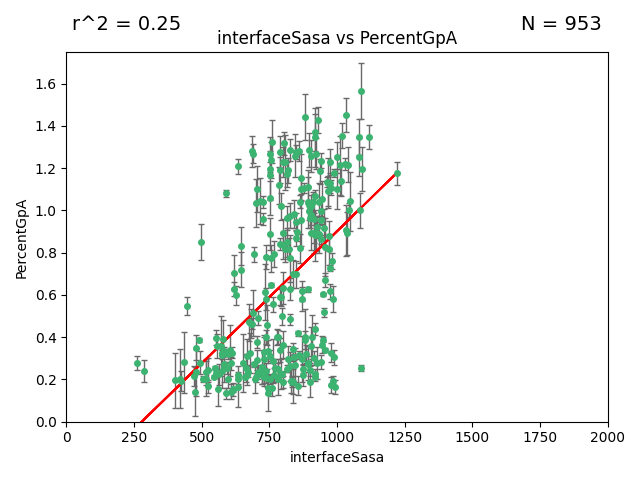 r^2 = 0.25
N = 953
interfaceSasa vs PercentGpA
PercentGpA
1.6
1.4
1.2
1.0
0.8
0.6
0.4
0.2
0.0
0 250 500 750 1000 1250 1500 1750 2000
interfaceSasa